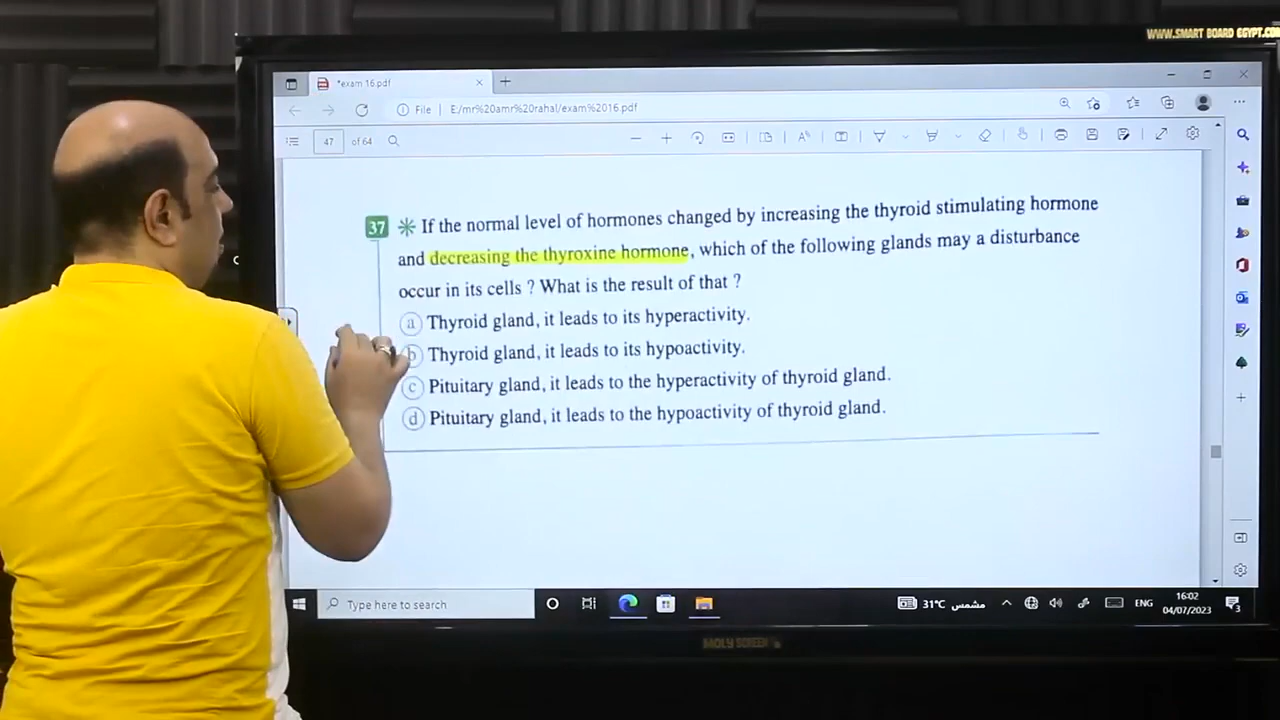 WWW.SMART BOARD EGYPT.COM
*exam 16.pdf
File E:/mr%20amr%20rahal/exam%2016.pdf
47 of 64
37 * If the normal level of hormones changed by increasing the thyroid stimulating hormone
and decreasing the thyroxine hormone, which of the following glands may a disturbance
occur in its cells ? What is the result of that ?
a Thyroid gland, it leads to its hyperactivity.
b Thyroid gland, it leads to its hypoactivity.
c Pituitary gland, it leads to the hyperactivity of thyroid gland.
d Pituitary gland, it leads to the hypoactivity of thyroid gland.
Type here to search
31°C مشمس
ENG
16:02
04/07/2023
3
MOLY SCREEN